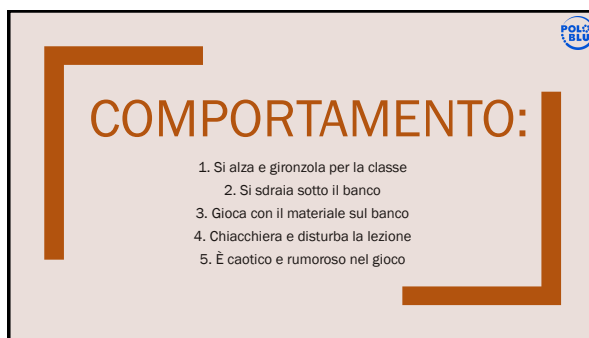 POLO
BLU
COMPORTAMENTO:
1. Si alza e gironzola per la classe
2. Si sdraia sotto il banco
3. Gioca con il materiale sul banco
4. Chiacchiera e disturba la lezione
5. È caotico e rumoroso nel gioco